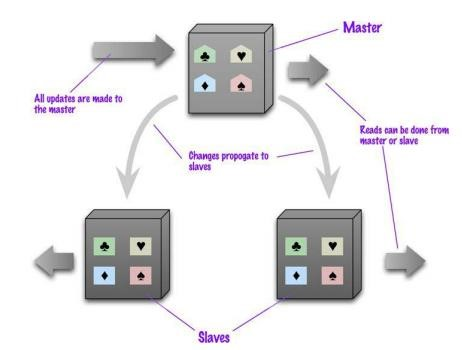 Master
All updates are made to
the master
Reads can be done from
master or slave
Changes propogate to
slaves
Slaves